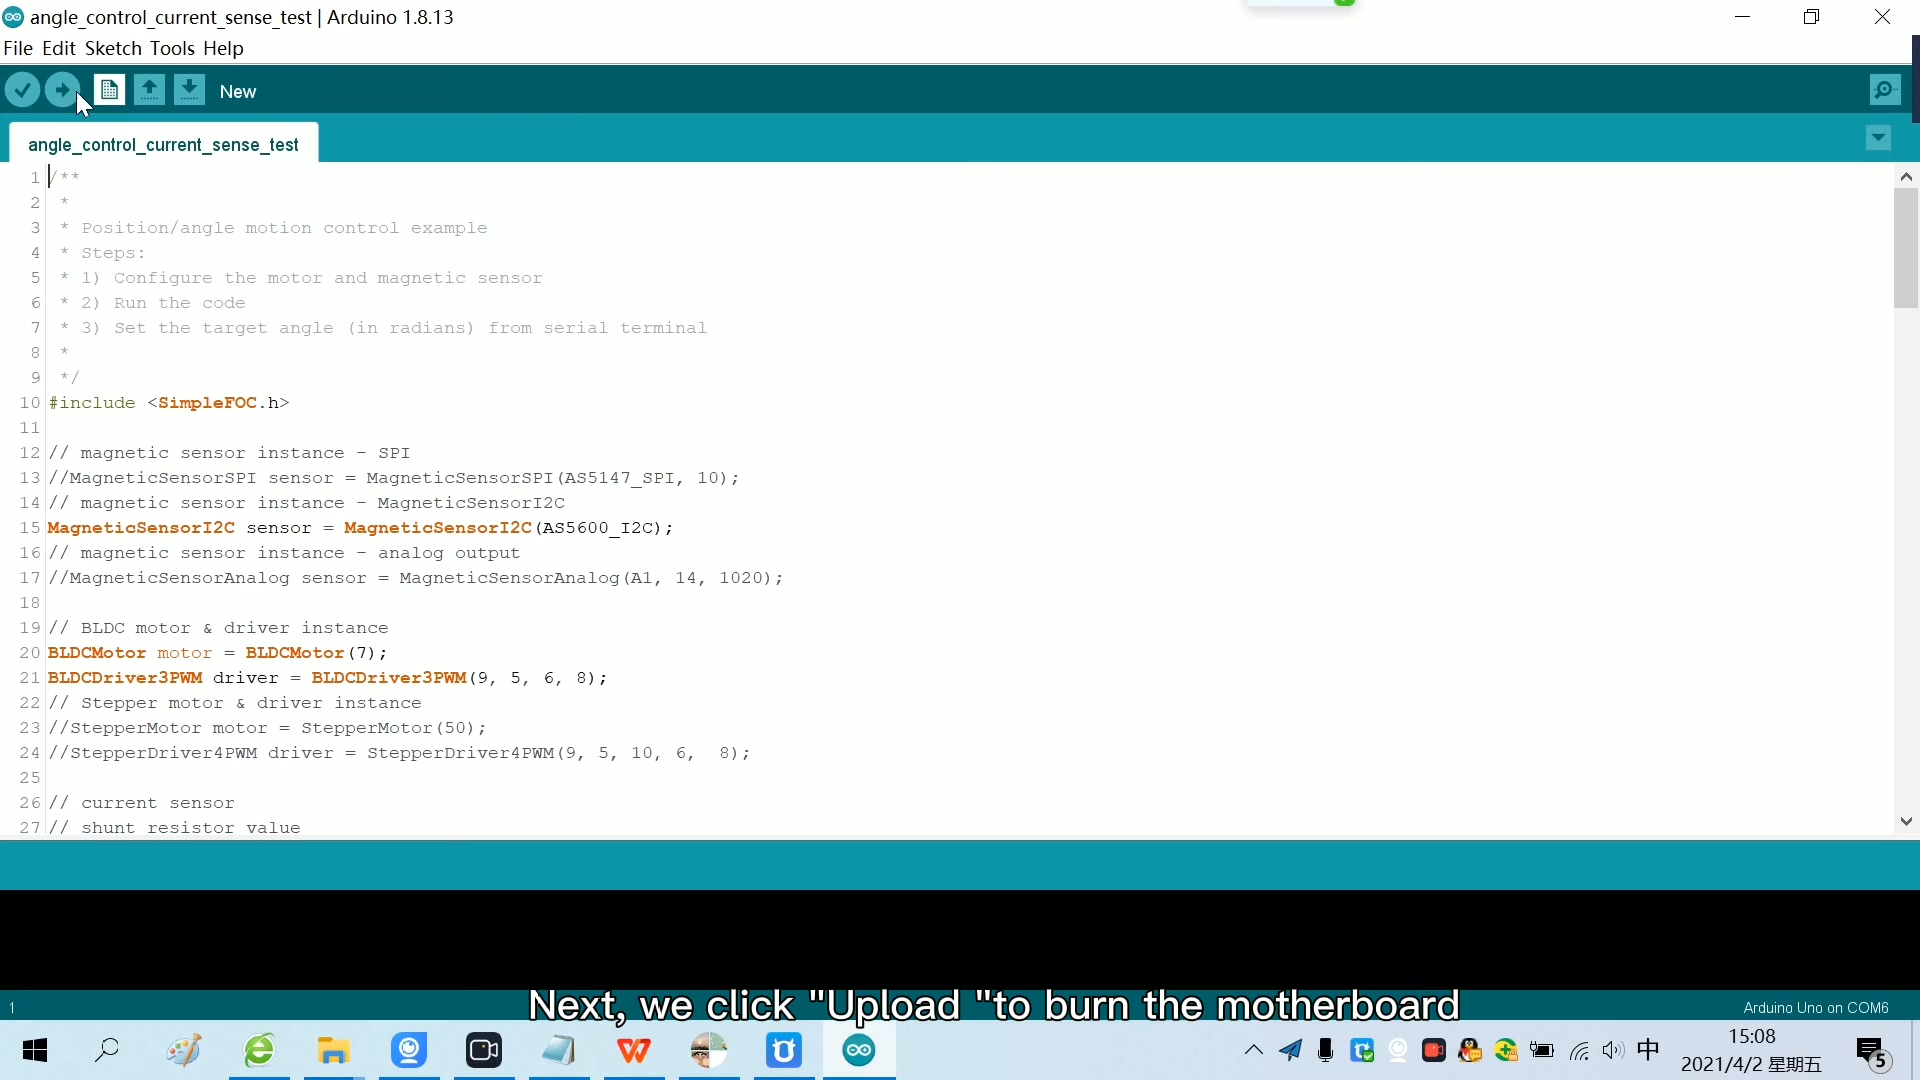 angle_control_current_sense_test | Arduino 1.8.13
File Edit Sketch Tools Help
New
angle_control_current_sense_test
1 /**
2 *
3 * Position/angle motion control example
4 * Steps:
5 * 1) Configure the motor and magnetic sensor
6 * 2) Run the code
7 * 3) Set the target angle (in radians) from serial terminal
8 *
9 */
10 #include <SimpleFOC.h>
11
12 // magnetic sensor instance - SPI
13 //MagneticSensorSPI sensor = MagneticSensorSPI(AS5147_SPI, 10);
14 // magnetic sensor instance - MagneticSensorI2C
15 MagneticSensorI2C sensor = MagneticSensorI2C(AS5600_I2C);
16 // magnetic sensor instance - analog output
17 //MagneticSensorAnalog sensor = MagneticSensorAnalog(A1, 14, 1020);
18
19 // BLDC motor & driver instance
20 BLDCMotor motor = BLDCMotor(7);
21 BLDCDriver3PWM driver = BLDCDriver3PWM(9, 5, 6, 8);
22 // Stepper motor & driver instance
23 //StepperMotor motor = StepperMotor(50);
24 //StepperDriver4PWM driver = StepperDriver4PWM(9, 5, 10, 6,  8);
25
26 // current sensor
27 // shunt resistor value
1
Next, we click "Upload "to burn the motherboard
Arduino Uno on COM6
中
15:08
2021/4/2 星期五
5